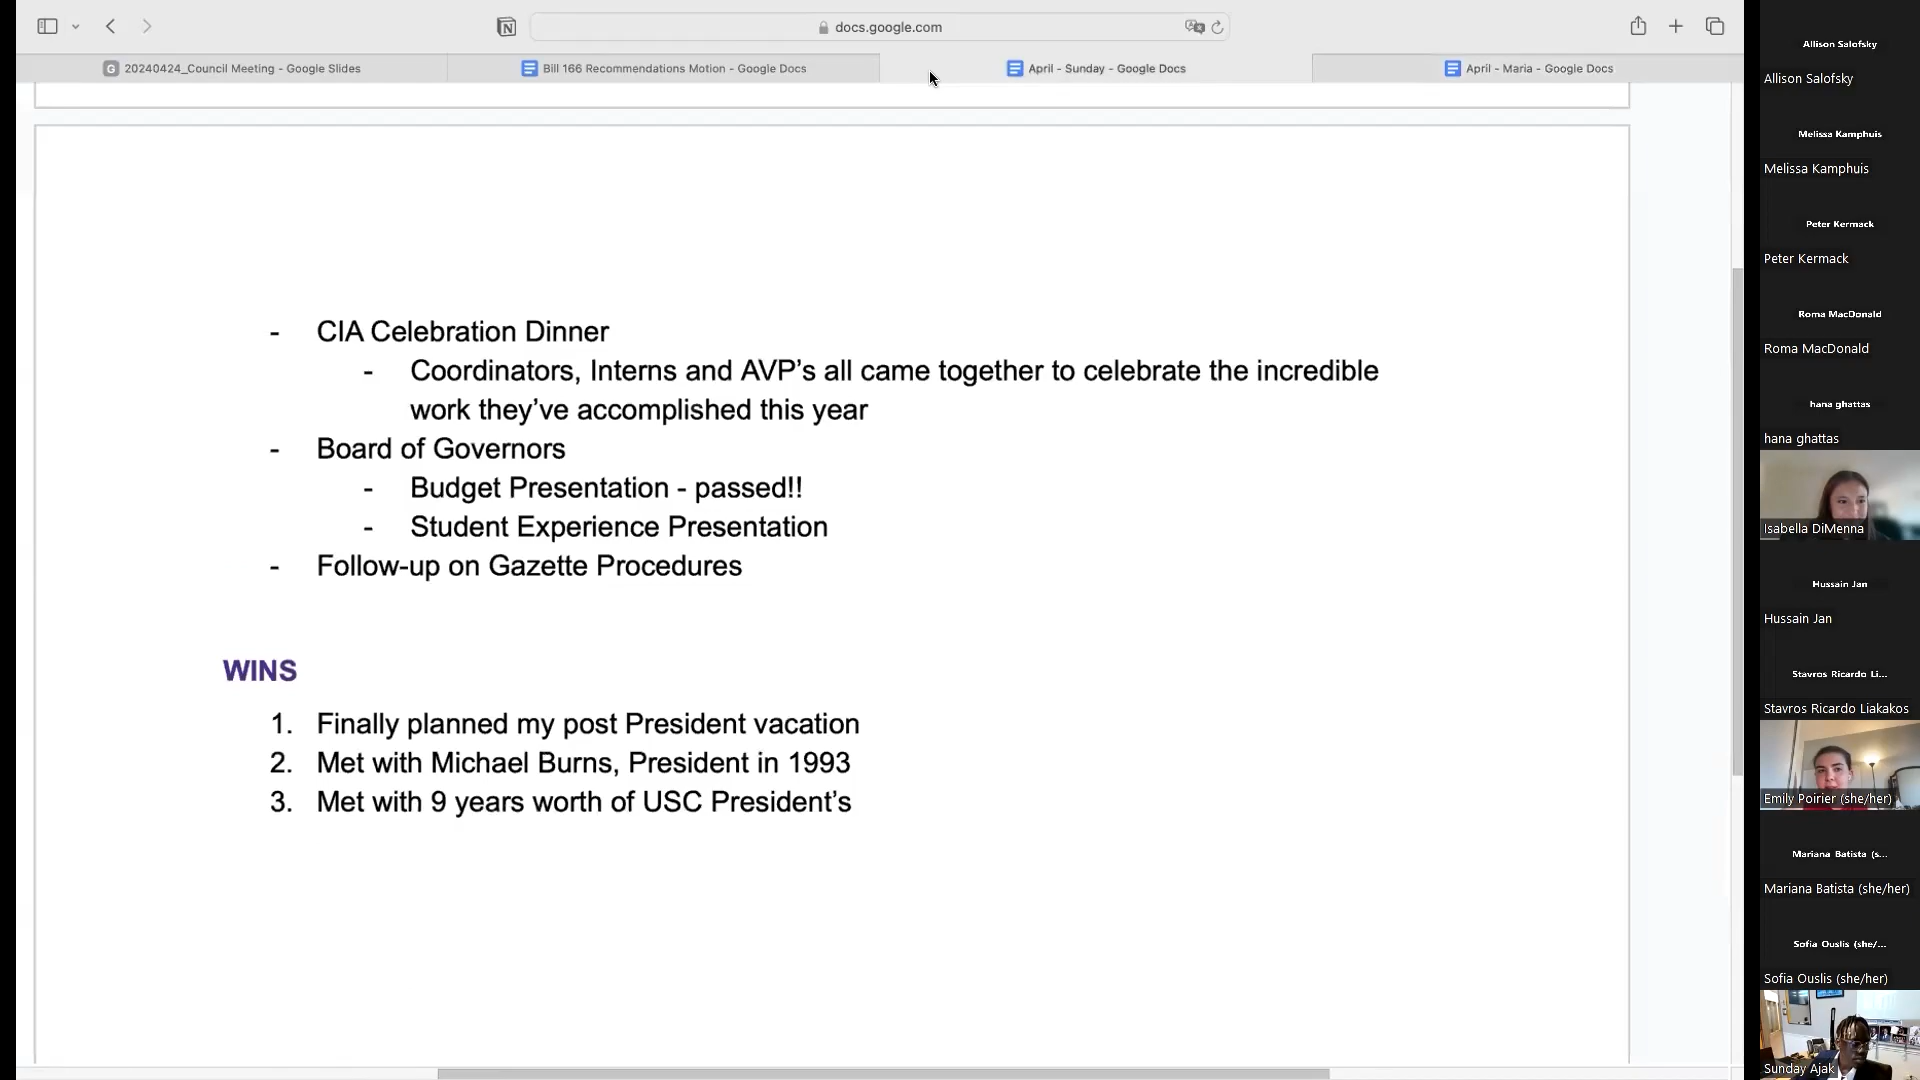 docs.google.com
20240424_Council Meeting - Google Slides
Bill 166 Recommendations Motion - Google Docs
April - Sunday - Google Docs
April - Maria - Google Docs
- CIA Celebration Dinner
- Coordinators, Interns and AVP's all came together to celebrate the incredible
work they've accomplished this year
- Board of Governors
- Budget Presentation - passed!!
- Student Experience Presentation
- Follow-up on Gazette Procedures
WINS
1. Finally planned my post President vacation
2. Met with Michael Burns, President in 1993
3. Met with 9 years worth of USC President's
Allison Salofsky
Allison Salofsky
Melissa Kamphuis
Melissa Kamphuis
Peter Kermack
Peter Kermack
Roma MacDonald
Roma MacDonald
hana ghattas
hana ghattas
Isabella DiMenna
Hussain Jan
Hussain Jan
Stavros Ricardo Li...
Stavros Ricardo Liakakos
Emily Poirier (she/her)
Mariana Batista (s...
Mariana Batista (she/her)
Sofia Ouslis (she/...
Sofia Ouslis (she/her)
Sunday Ajak